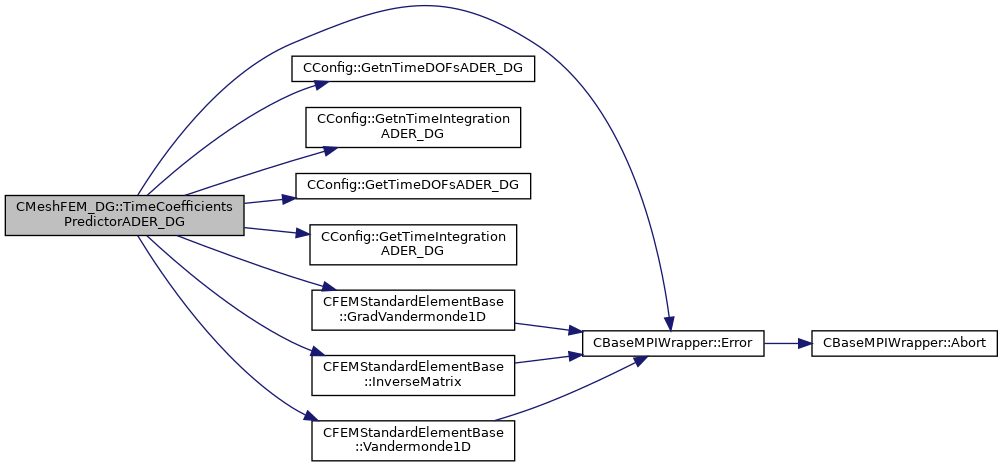 CMeshFEM_DG::TimeCoefficients
PredictorADER_DG
CConfig::GetnTimeDOFsADER_DG
CConfig::GetnTimeIntegration
ADER_DG
CConfig::GetTimeDOFsADER_DG
CConfig::GetTimeIntegration
ADER_DG
CFEMStandardElementBase
::GradVandermonde1D
CFEMStandardElementBase
::InverseMatrix
CFEMStandardElementBase
::Vandermonde1D
CBaseMPIWrapper::Error
CBaseMPIWrapper::Abort